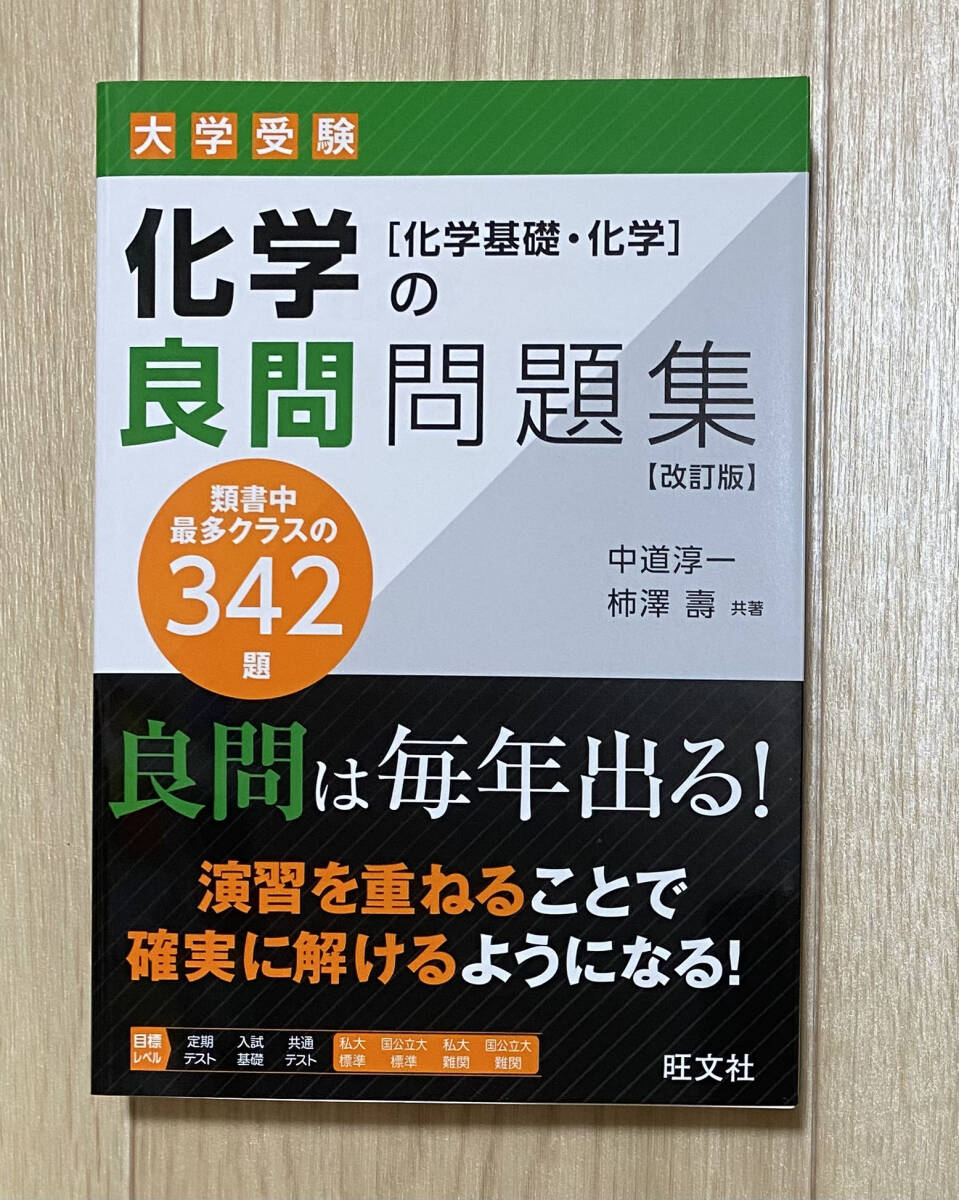 大学受験
化学[化学基礎・化学]の
良問問題集
【改訂版】
類書中
最多クラスの
342
題
中道淳一
柿澤 壽 共著
良問は毎年出る!
演習を重ねることで
確実に解けるようになる!
目標
レベル
定期
テスト
入試
基礎
共通
テスト
私大
標準
国公立大
標準
私大
難関
国公立大
難関
旺文社